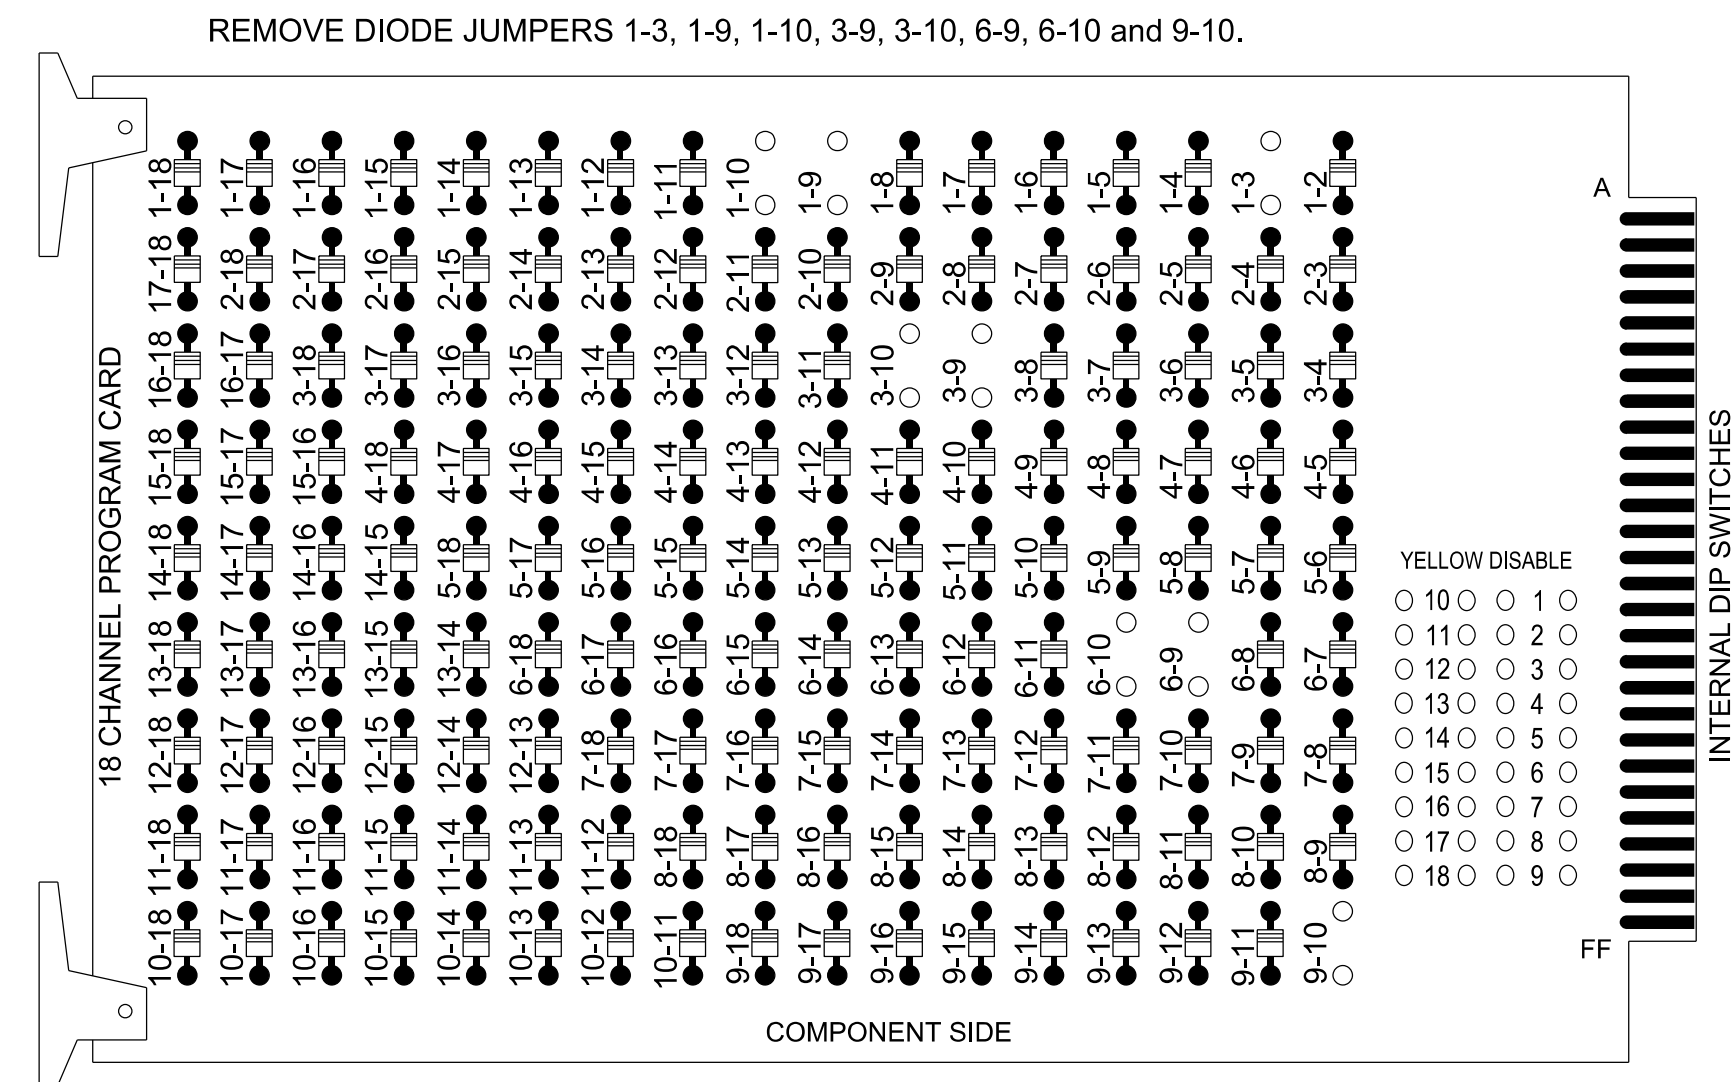 REMOVE DIODE JUMPERS 1-3, 1-9, 1-10, 3-9, 3-10, 6-9, 6-10 and 9-10.
1-18 1-17 1-16 1-15 1-14 1-13 1-12 1-11 1-10 1-9 1-8 1-7 1-6 1-5 1-4 1-3 1-2
A
17-18 2-18 2-17 2-16 2-15 2-14 2-13 2-12 2-11 2-10 2-9 2-8 2-7 2-6 2-5 2-4 2-3
16-18 16-17 3-18 3-17 3-16 3-15 3-14 3-13 3-12 3-11 3-10 3-9 3-8 3-7 3-6 3-5 3-4
18 CHANNEL PROGRAM CARD
15-18 15-17 15-16 4-18 4-17 4-16 4-15 4-14 4-13 4-12 4-11 4-10 4-9 4-8 4-7 4-6 4-5
14-18 14-17 14-16 14-15 5-18 5-17 5-16 5-15 5-14 5-13 5-12 5-11 5-10 5-9 5-8 5-7 5-6
13-18 13-17 13-16 13-15 13-14 6-18 6-17 6-16 6-15 6-14 6-13 6-12 6-11 6-10 6-9 6-8 6-7
12-18 12-17 12-16 12-15 12-14 12-13 7-18 7-17 7-16 7-15 7-14 7-13 7-12 7-11 7-10 7-9 7-8
11-18 11-17 11-16 11-15 11-14 11-13 11-12 8-18 8-17 8-16 8-15 8-14 8-13 8-12 8-11 8-10 8-9
10-18 10-17 10-16 10-15 10-14 10-13 10-12 10-11 9-18 9-17 9-16 9-15 9-14 9-13 9-12 9-11 9-10
YELLOW DISABLE
10 1
11 2
12 3
13 4
14 5
15 6
16 7
17 8
18 9
FF
INTERNAL DIP SWITCHES
COMPONENT SIDE